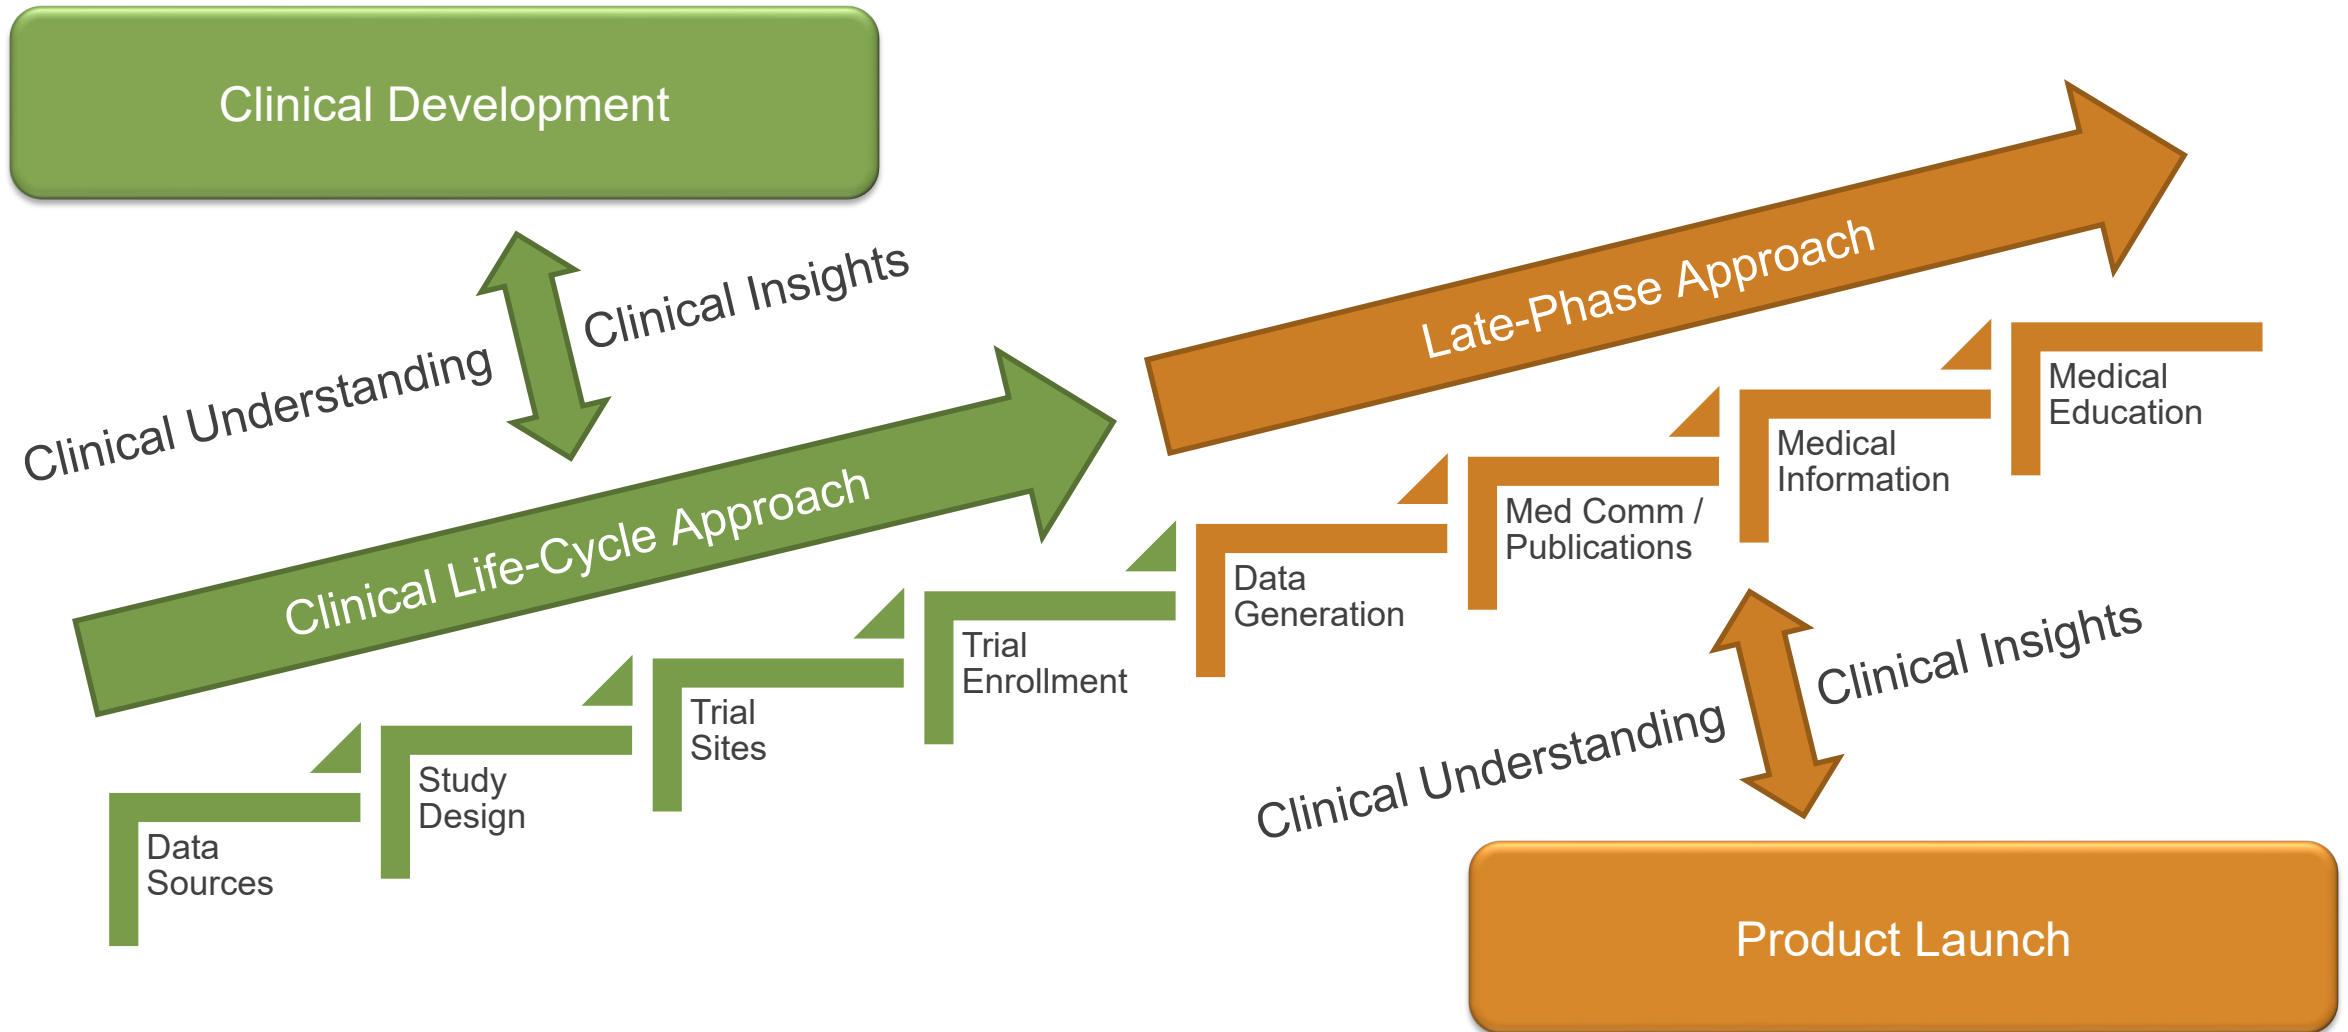 Clinical Development
Clinical Understanding
Clinical Insights
Clinical Life-Cycle Approach
Late-Phase Approach
Data
Sources
Study
Design
Trial
Sites
Trial
Enrollment
Data
Generation
Med Comm /
Publications
Medical
Information
Medical
Education
Clinical Understanding
Clinical Insights
Product Launch